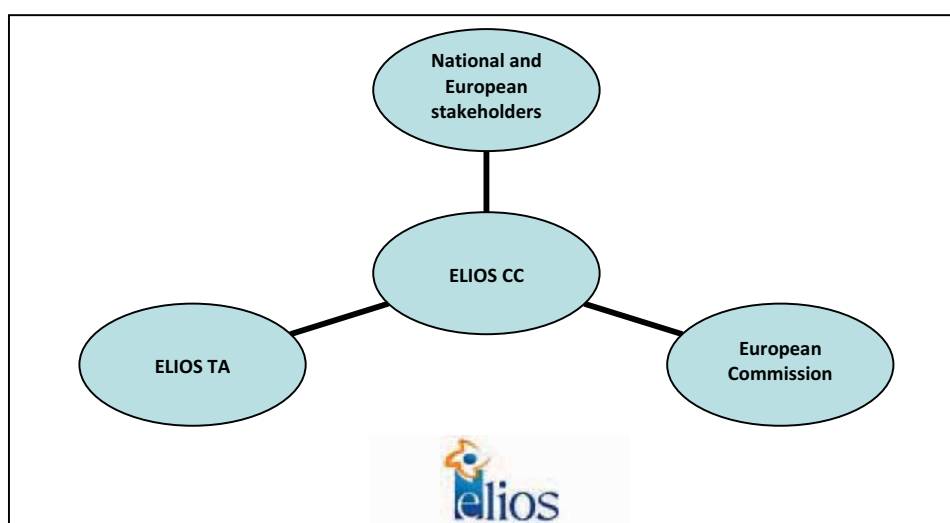 National and
European
stakeholders
ELIOS CC
ELIOS TA
European
Commission
elios